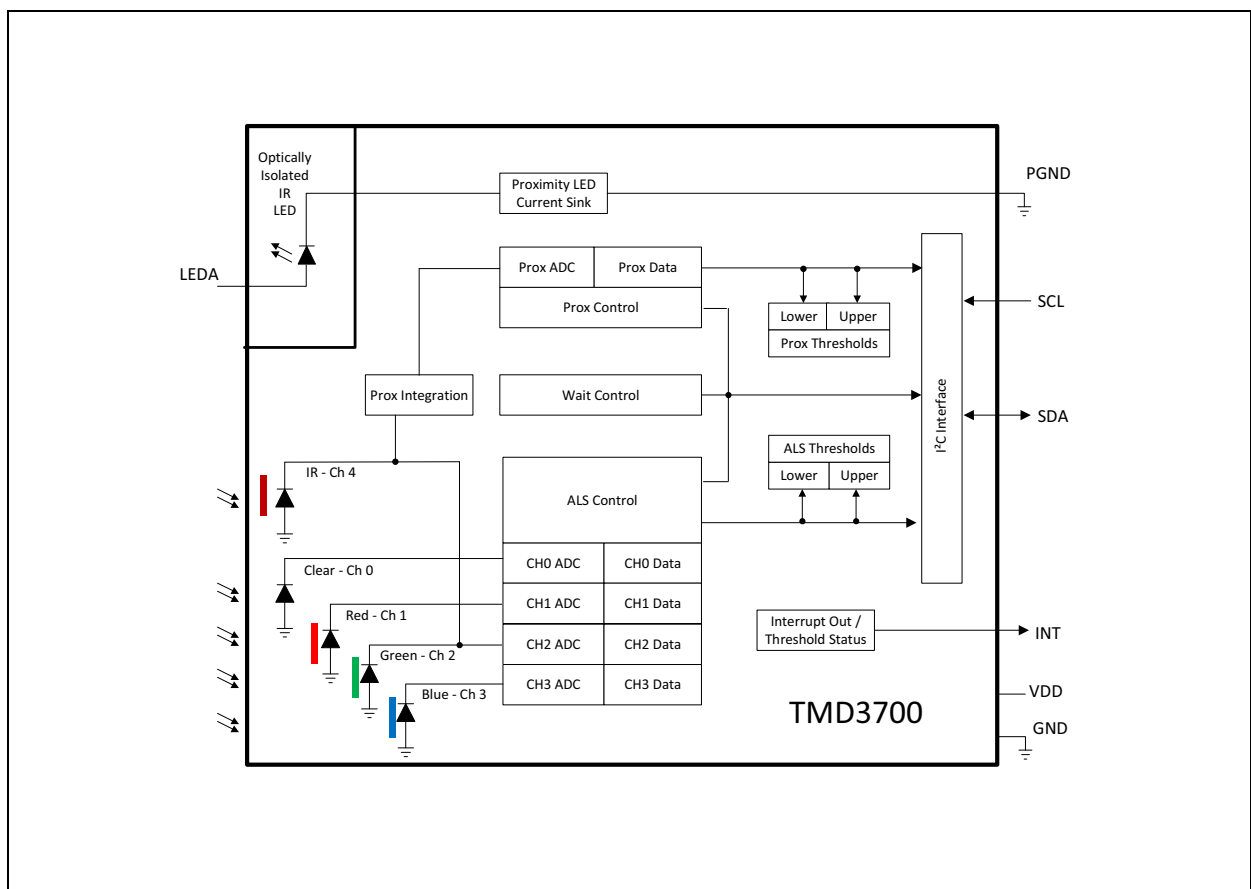 Optically
Isolated
IR
LED
Proximity LED
Current Sink
PGND
LEDA
Prox ADC
Prox Data
Prox Control
Lower
Upper
Prox Thresholds
SCL
Prox Integration
Wait Control
I²C Interface
SDA
ALS Thresholds
Lower
Upper
IR - Ch 4
ALS Control
Clear - Ch 0
CH0 ADC
CH0 Data
Red - Ch 1
CH1 ADC
CH1 Data
Interrupt Out /
Threshold Status
INT
Green - Ch 2
CH2 ADC
CH2 Data
Blue - Ch 3
CH3 ADC
CH3 Data
VDD
TMD3700
GND